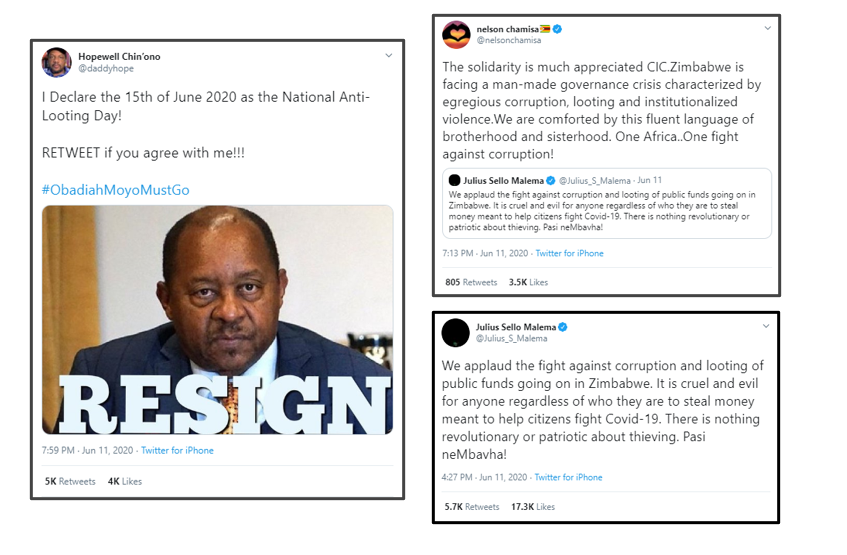 Hopewell Chin'ono
@daddyhope
I Declare the 15th of June 2020 as the National Anti-
Looting Day!
RETWEET if you agree with me!!!
#ObadiahMoyoMustGo
RESIGN
7:59 PM · Jun 11, 2020 · Twitter for iPhone
5K Retweets 4K Likes
nelson chamisa🇿🇼
@nelsonchamisa
The solidarity is much appreciated CIC.Zimbabwe is
facing a man-made governance crisis characterized by
egregious corruption, looting and institutionalized
violence.We are comforted by this fluent language of
brotherhood and sisterhood. One Africa..One fight
against corruption!
Julius Sello Malema @Julius_S_Malema · Jun 11
We applaud the fight against corruption and looting of public funds going on in
Zimbabwe. It is cruel and evil for anyone regardless of who they are to steal
money meant to help citizens fight Covid-19. There is nothing revolutionary or
patriotic about thieving. Pasi neMbavha!
7:13 PM · Jun 11, 2020 · Twitter for iPhone
805 Retweets 3.5K Likes
Julius Sello Malema
@Julius_S_Malema
We applaud the fight against corruption and looting of
public funds going on in Zimbabwe. It is cruel and evil
for anyone regardless of who they are to steal money
meant to help citizens fight Covid-19. There is nothing
revolutionary or patriotic about thieving. Pasi
neMbavha!
4:27 PM · Jun 11, 2020 · Twitter for iPhone
5.7K Retweets 17.3K Likes